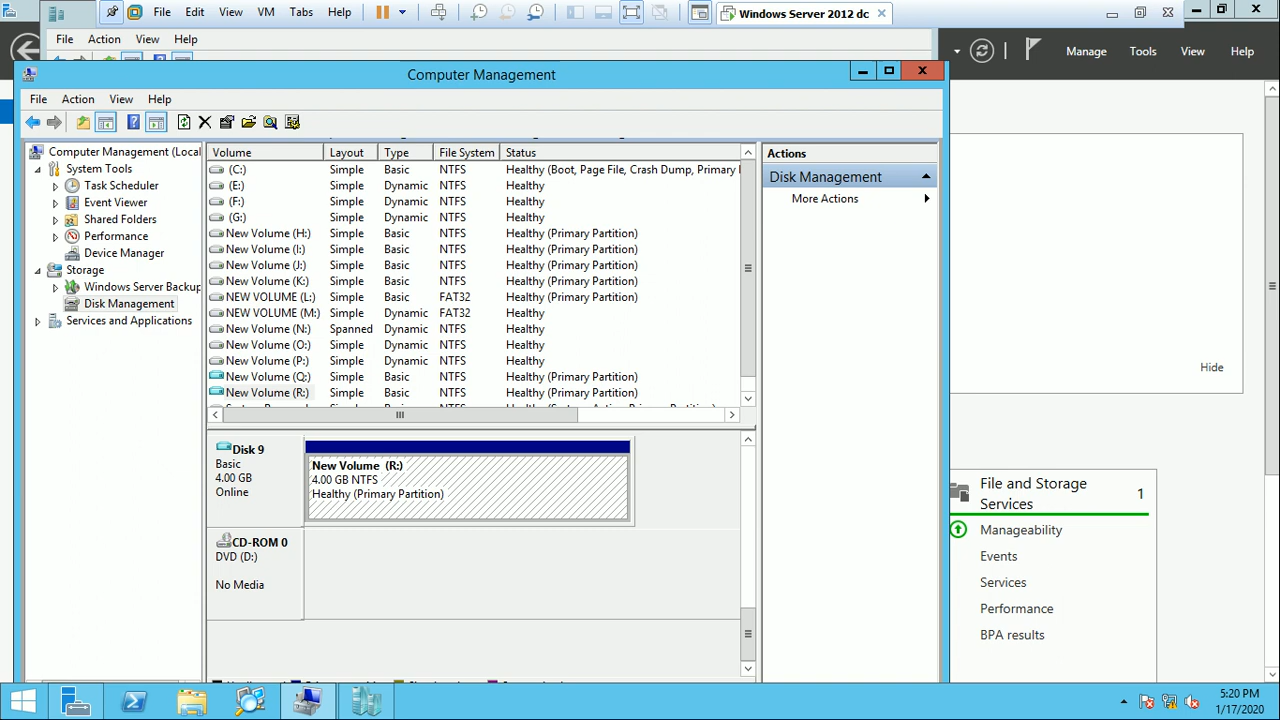 File Edit View VM Tabs Help Windows Server 2012 dc
File Action View Help
Manage Tools View Help
Computer Management
File Action View Help
Computer Management (Local
System Tools
Task Scheduler
Event Viewer
Shared Folders
Performance
Device Manager
Storage
Windows Server Backup
Disk Management
Services and Applications
Volume Layout Type File System Status
(C:) Simple Basic NTFS Healthy (Boot, Page File, Crash Dump, Primary
(E:) Simple Dynamic NTFS Healthy
(F:) Simple Dynamic NTFS Healthy
(G:) Simple Dynamic NTFS Healthy
New Volume (H:) Simple Basic NTFS Healthy (Primary Partition)
New Volume (I:) Simple Basic NTFS Healthy (Primary Partition)
New Volume (J:) Simple Basic NTFS Healthy (Primary Partition)
New Volume (K:) Simple Basic NTFS Healthy (Primary Partition)
NEW VOLUME (L:) Simple Basic FAT32 Healthy (Primary Partition)
NEW VOLUME (M:) Simple Dynamic FAT32 Healthy
New Volume (N:) Spanned Dynamic NTFS Healthy
New Volume (O:) Simple Dynamic NTFS Healthy
New Volume (P:) Simple Dynamic NTFS Healthy
New Volume (Q:) Simple Basic NTFS Healthy (Primary Partition)
New Volume (R:) Simple Basic NTFS Healthy (Primary Partition)
Disk 9
Basic
4.00 GB
Online
New Volume (R:)
4.00 GB NTFS
Healthy (Primary Partition)
CD-ROM 0
DVD (D:)
No Media
Actions
Disk Management
More Actions
Hide
File and Storage
Services
1
Manageability
Events
Services
Performance
BPA results
5:20 PM
1/17/2020